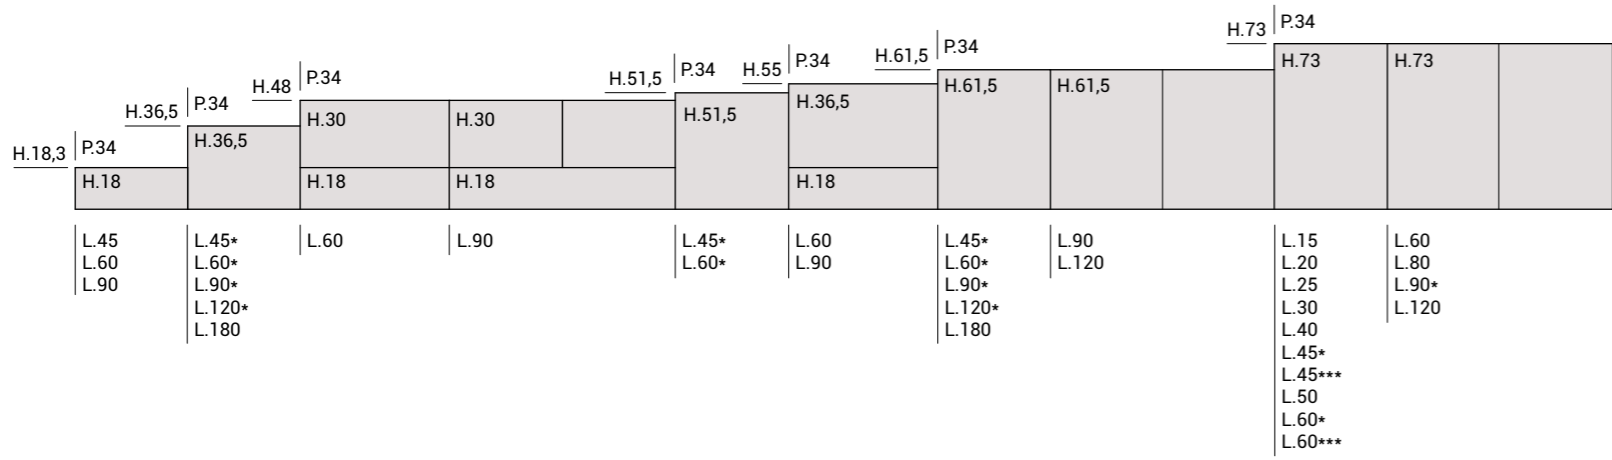 H.18,3
P.34
H.18
L.45
L.60
L.90
H.36,5
P.34
H.36,5
L.45*
L.60*
L.90*
L.120*
L.180
H.48
P.34
H.30
H.18
L.60
H.30
H.18
L.90
H.51,5
P.34
H.51,5
L.45*
L.60*
H.55
P.34
H.36,5
H.18
L.60
L.90
H.61,5
P.34
H.61,5
L.45*
L.60*
L.90*
L.120*
L.180
H.61,5
L.90
L.120
H.73
P.34
H.73
L.15
L.20
L.25
L.30
L.40
L.45*
L.45***
L.50
L.60*
L.60***
H.73
L.60
L.80
L.90*
L.120